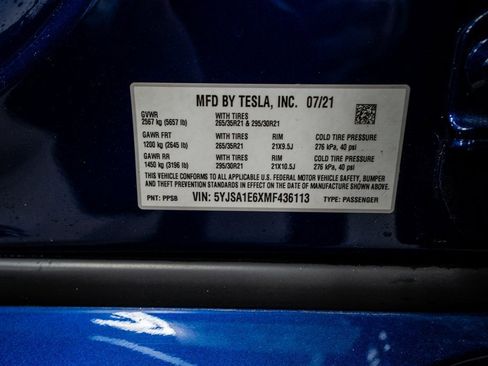 MFD BY TESLA, INC. 07/21
GVWR WITH TIRES
2567 kg (5657 lb) 265/35R21 & 295/30R21
GAWR FRT WITH TIRES RIM COLD TIRE PRESSURE
1200 kg (2645 lb) 265/35R21 21X9.5J 276 kPa, 40 psi
GAWR RR WITH TIRES RIM COLD TIRE PRESSURE
1450 kg (3196 lb) 295/30R21 21X10.5J 276 kPa, 40 psi
THIS VEHICLE CONFORMS TO ALL APPLICABLE U.S. FEDERAL MOTOR VEHICLE SAFETY, BUMPER
AND THEFT PREVENTION STANDARDS IN EFFECT ON THE DATE OF MANUFACTURE SHOWN ABOVE.
PNT: PPSB VIN: 5YJSA1E6XMF436113 TYPE: PASSENGER